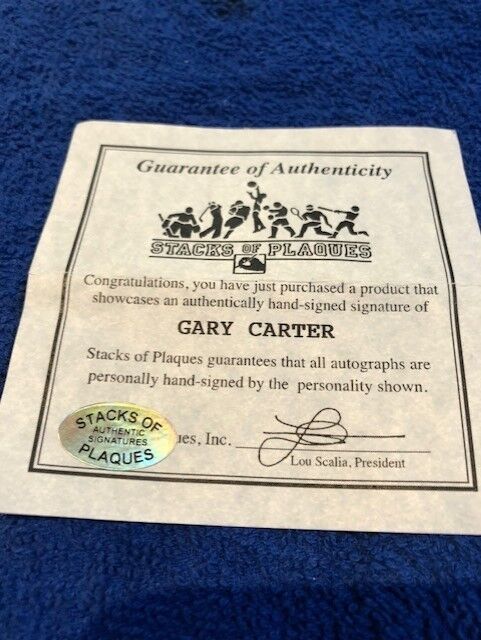 Guarantee of Authenticity
STACKS OF PLAQUES
Congratulations, you have just purchased a product that
showcases an authentically hand-signed signature of
GARY CARTER
Stacks of Plaques guarantees that all autographs are
personally hand-signed by the personality shown.
STACKS OF
AUTHENTIC
SIGNATURES
PLAQUES
ues, Inc.
Lou Scalia, President